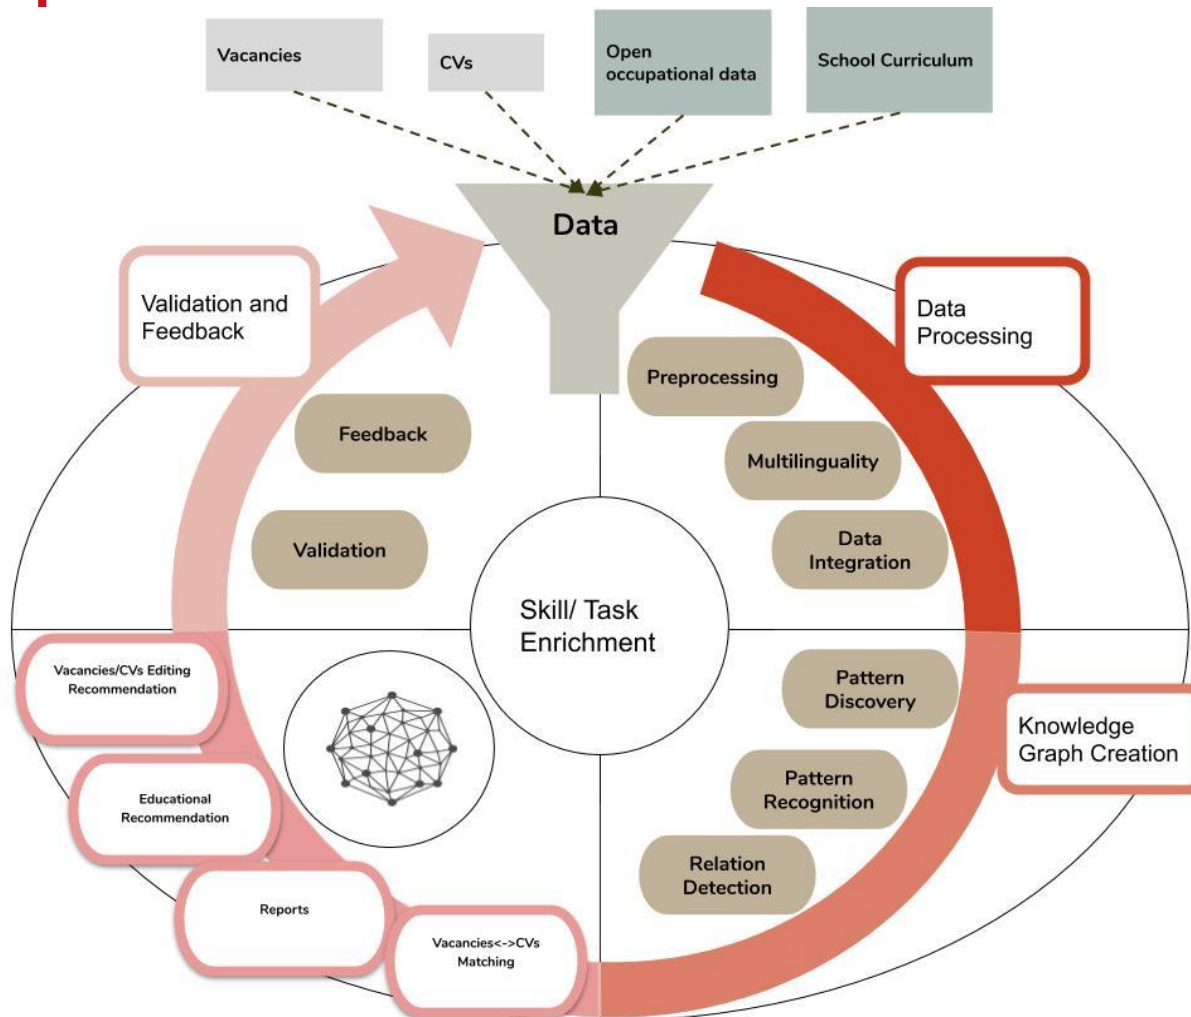 Vacancies
CVs
Open
occupational data
School Curriculum
Data
Validation and
Feedback
Data
Processing
Preprocessing
Feedback
Multilinguality
Validation
Data
Integration
Skill/ Task
Enrichment
Vacancies/CVs Editing
Recommendation
Pattern
Discovery
Knowledge
Graph Creation
Educational
Recommendation
Pattern
Recognition
Relation
Detection
Reports
Vacancies<->CVs
Matching